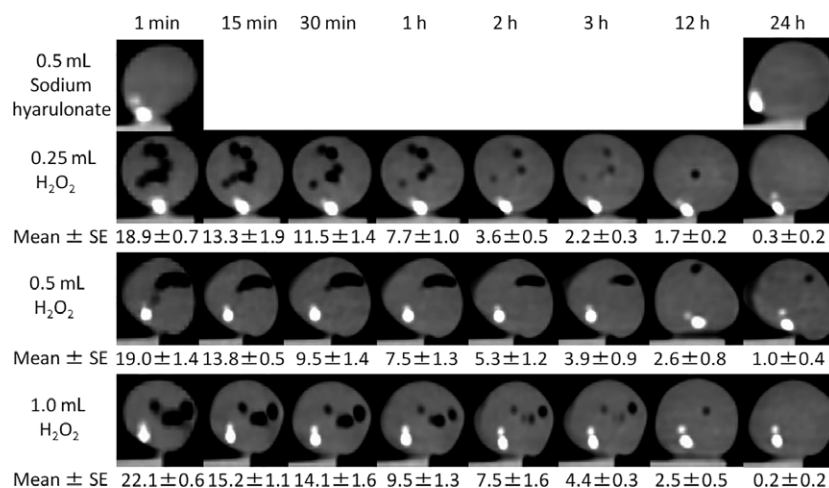 1 min 15 min 30 min 1 h 2 h 3 h 12 h 24 h
0.5 mL
Sodium
hyarulonate
0.25 mL
H₂O₂
Mean ± SE 18.9±0.7 13.3±1.9 11.5±1.4 7.7±1.0 3.6±0.5 2.2±0.3 1.7±0.2 0.3±0.2
0.5 mL
H₂O₂
Mean ± SE 19.0±1.4 13.8±0.5 9.5±1.4 7.5±1.3 5.3±1.2 3.9±0.9 2.6±0.8 1.0±0.4
1.0 mL
H₂O₂
Mean ± SE 22.1±0.6 15.2±1.1 14.1±1.6 9.5±1.3 7.5±1.6 4.4±0.3 2.5±0.5 0.2±0.2